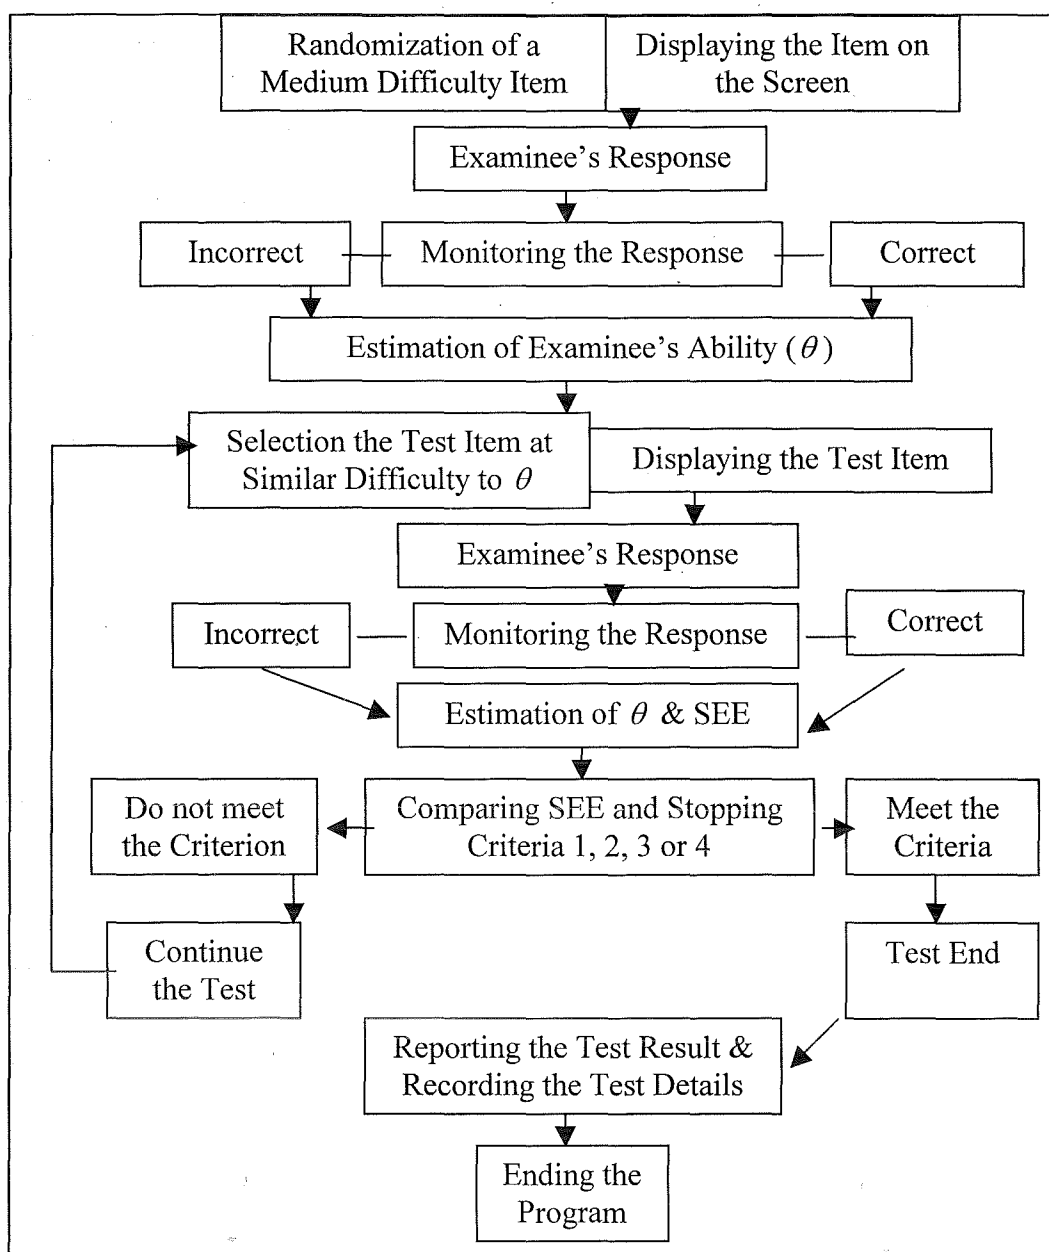 Randomization of a
Medium Difficulty Item
Displaying the Item on
the Screen
Examinee's Response
Incorrect
Monitoring the Response
Correct
Estimation of Examinee's Ability (θ)
Selection the Test Item at
Similar Difficulty to θ
Displaying the Test Item
Examinee's Response
Incorrect
Monitoring the Response
Correct
Estimation of θ & SEE
Do not meet
the Criterion
Comparing SEE and Stopping
Criteria 1, 2, 3 or 4
Meet the
Criteria
Continue
the Test
Test End
Reporting the Test Result &
Recording the Test Details
Ending the
Program